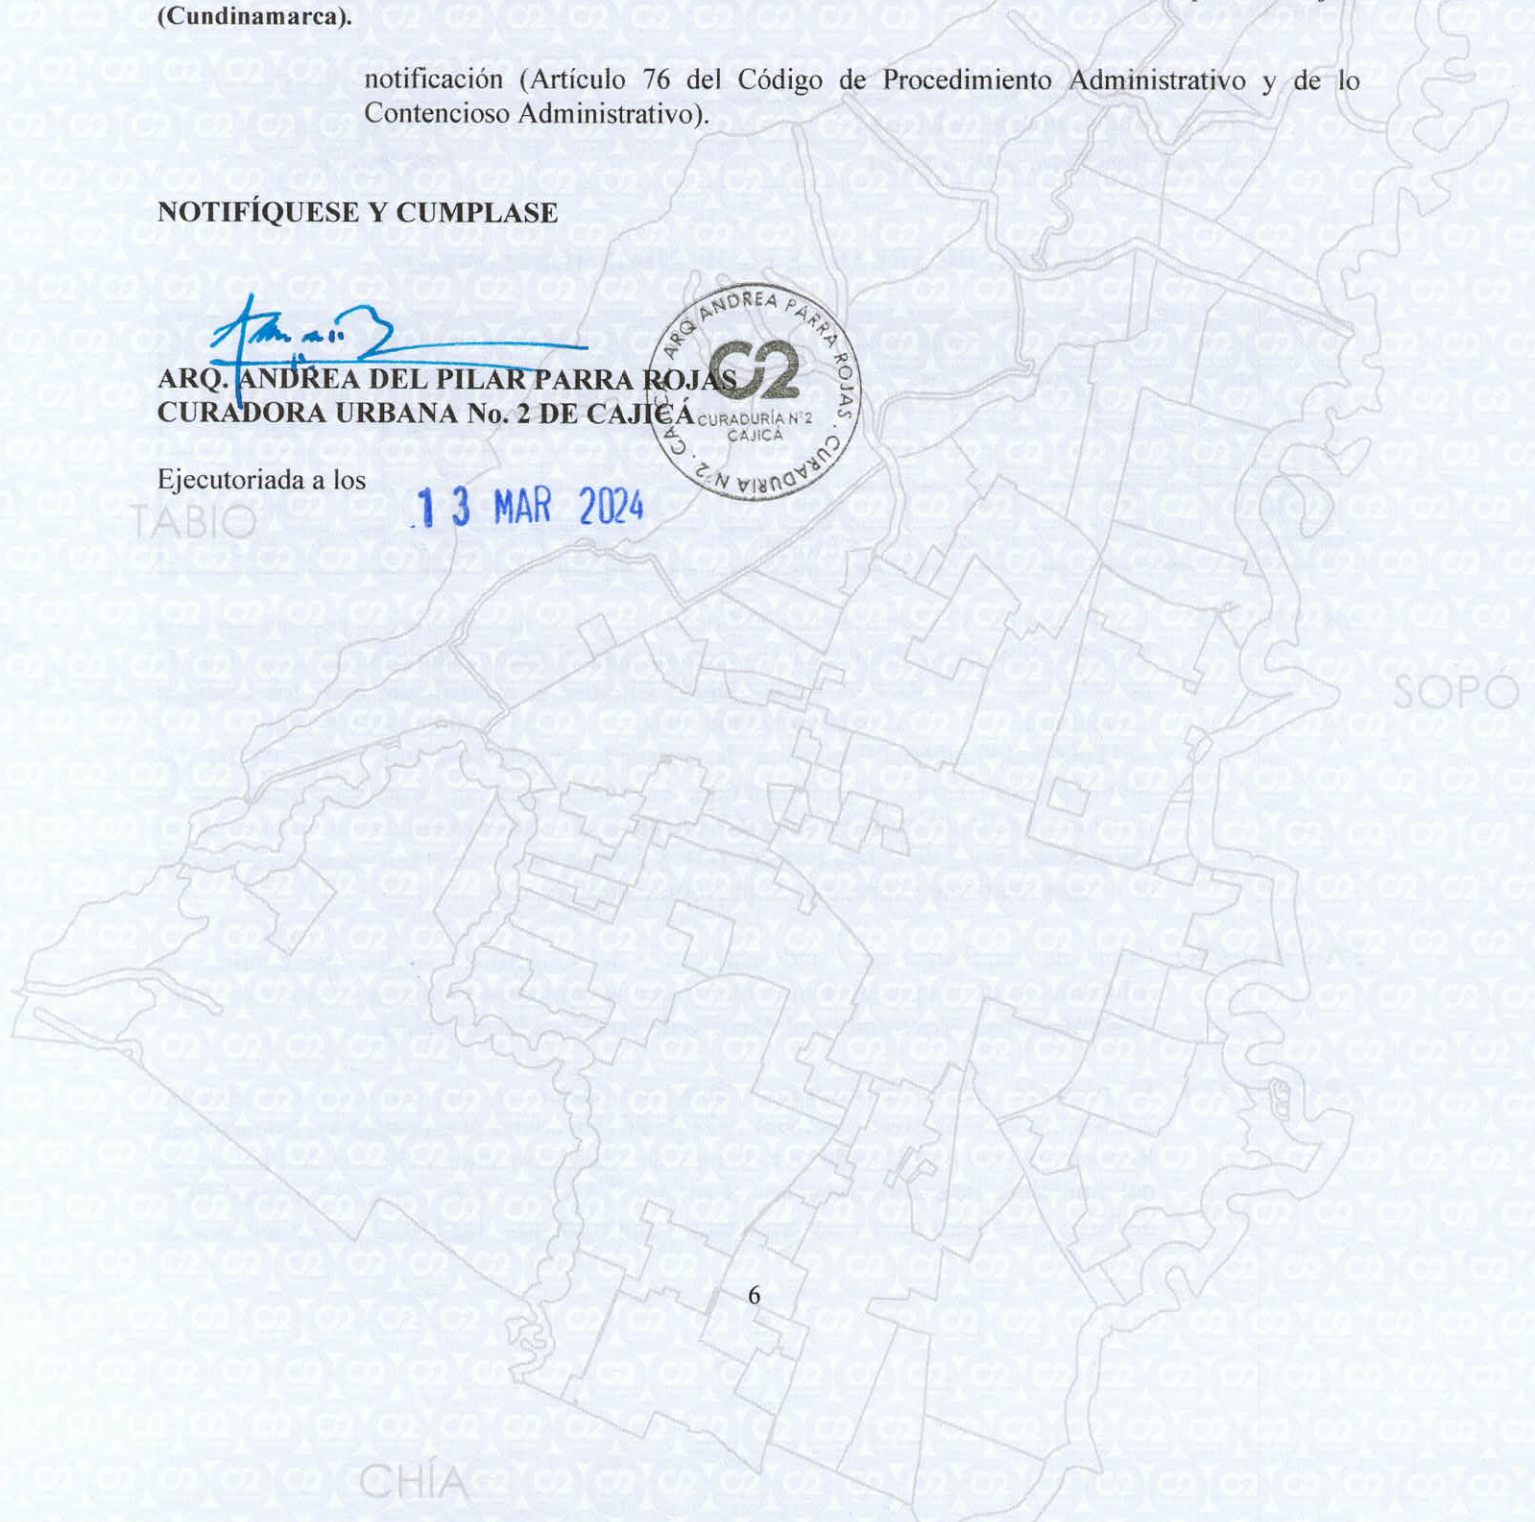 (Cundinamarca).
notificación (Artículo 76 del Código de Procedimiento Administrativo y de lo
Contencioso Administrativo).
NOTIFÍQUESE Y CUMPLASE
ARQ. ANDREA DEL PILAR PARRA ROJAS
CURADORA URBANA No. 2 DE CAJICÁ
ARQ ANDREA PARRA ROJAS · CURADURÍA N°2 · CAJICÁ
C2
CURADURÍA N°2
CAJICÁ
Ejecutoriada a los
13 MAR 2024
TABIO
SOPÓ
6
CHÍA